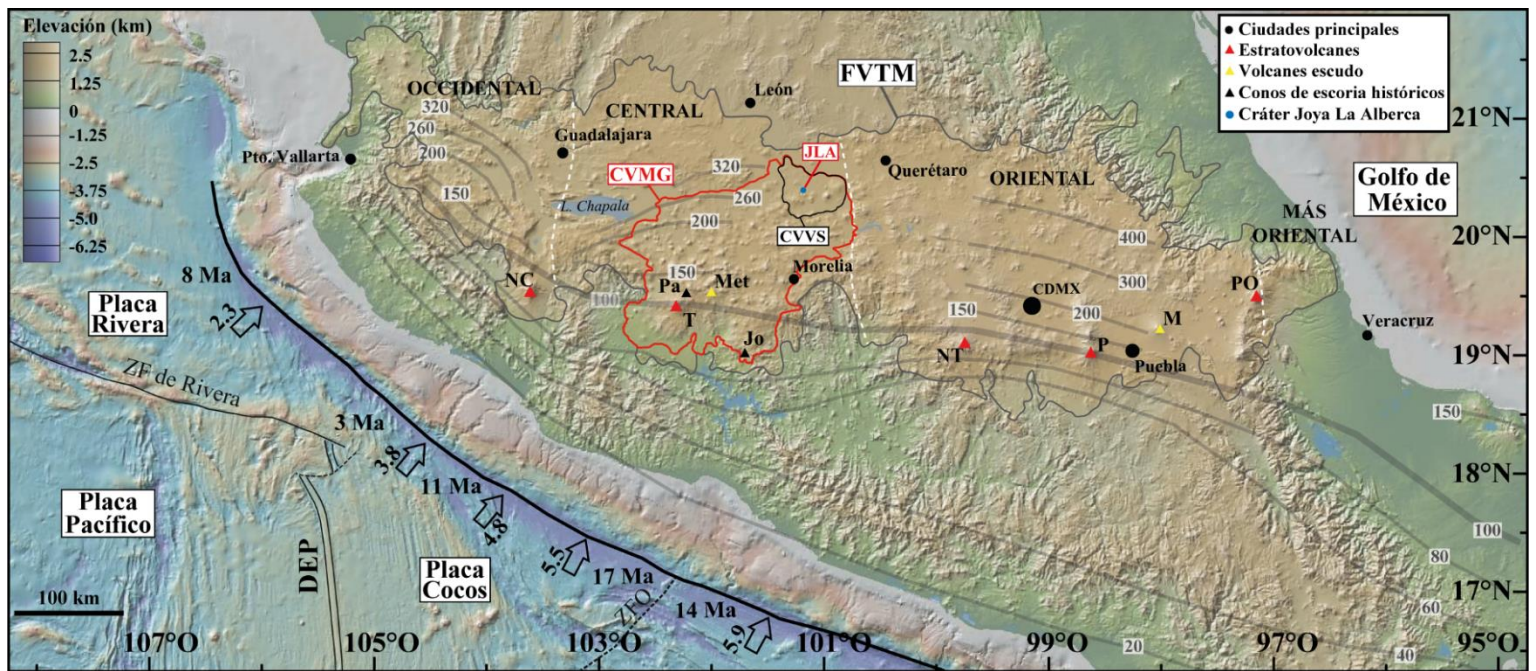 Elevación (km)
2.5
1.25
0
-1.25
-2.5
-3.75
-5.0
-6.25
Ciudades principales
Estratovolcanes
Volcanes escudo
Conos de escoria históricos
Cráter Joya La Alberca
FVTM
OCCIDENTAL
CENTRAL
León
320
260
200
150
Guadalajara
Pto. Vallarta
CVMG
JLA
320
260
200
L. Chapala
CVVS
Querétaro
ORIENTAL
MÁS
ORIENTAL
Golfo de
México
21°N
20°N
19°N
18°N
17°N
400
300
200
150
NC
150
100
Pa
Met
T
Morelia
Jo
CDMX
NT
P
M
PO
Puebla
Veracruz
150
100
80
60
40
20
8 Ma
2.3
Placa
Rivera
ZF de Rivera
3 Ma
3.8
11 Ma
4.8
5.5
17 Ma
ZFO
14 Ma
5.9
Placa
Pacífico
DEP
Placa
Cocos
100 km
107°O
105°O
103°O
101°O
99°O
97°O
95°O